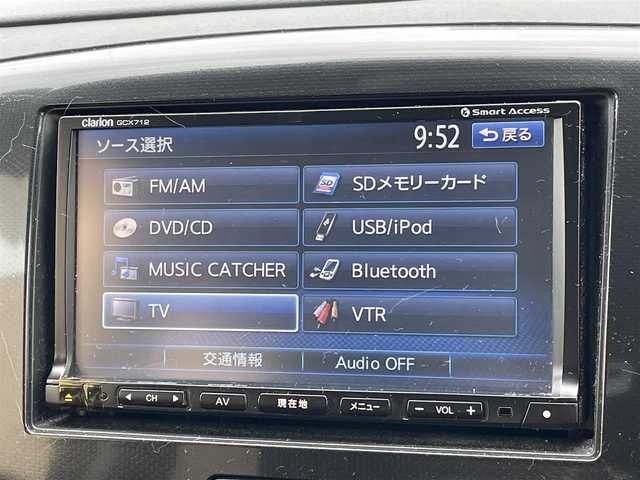 clarion GCX712
Smart Access
ソース選択
9:52
戻る
FM/AM
SDメモリーカード
DVD/CD
USB/iPod
MUSIC CATCHER
Bluetooth
TV
VTR
交通情報
Audio OFF
CH
AV
現在地
メニュー
− VOL +